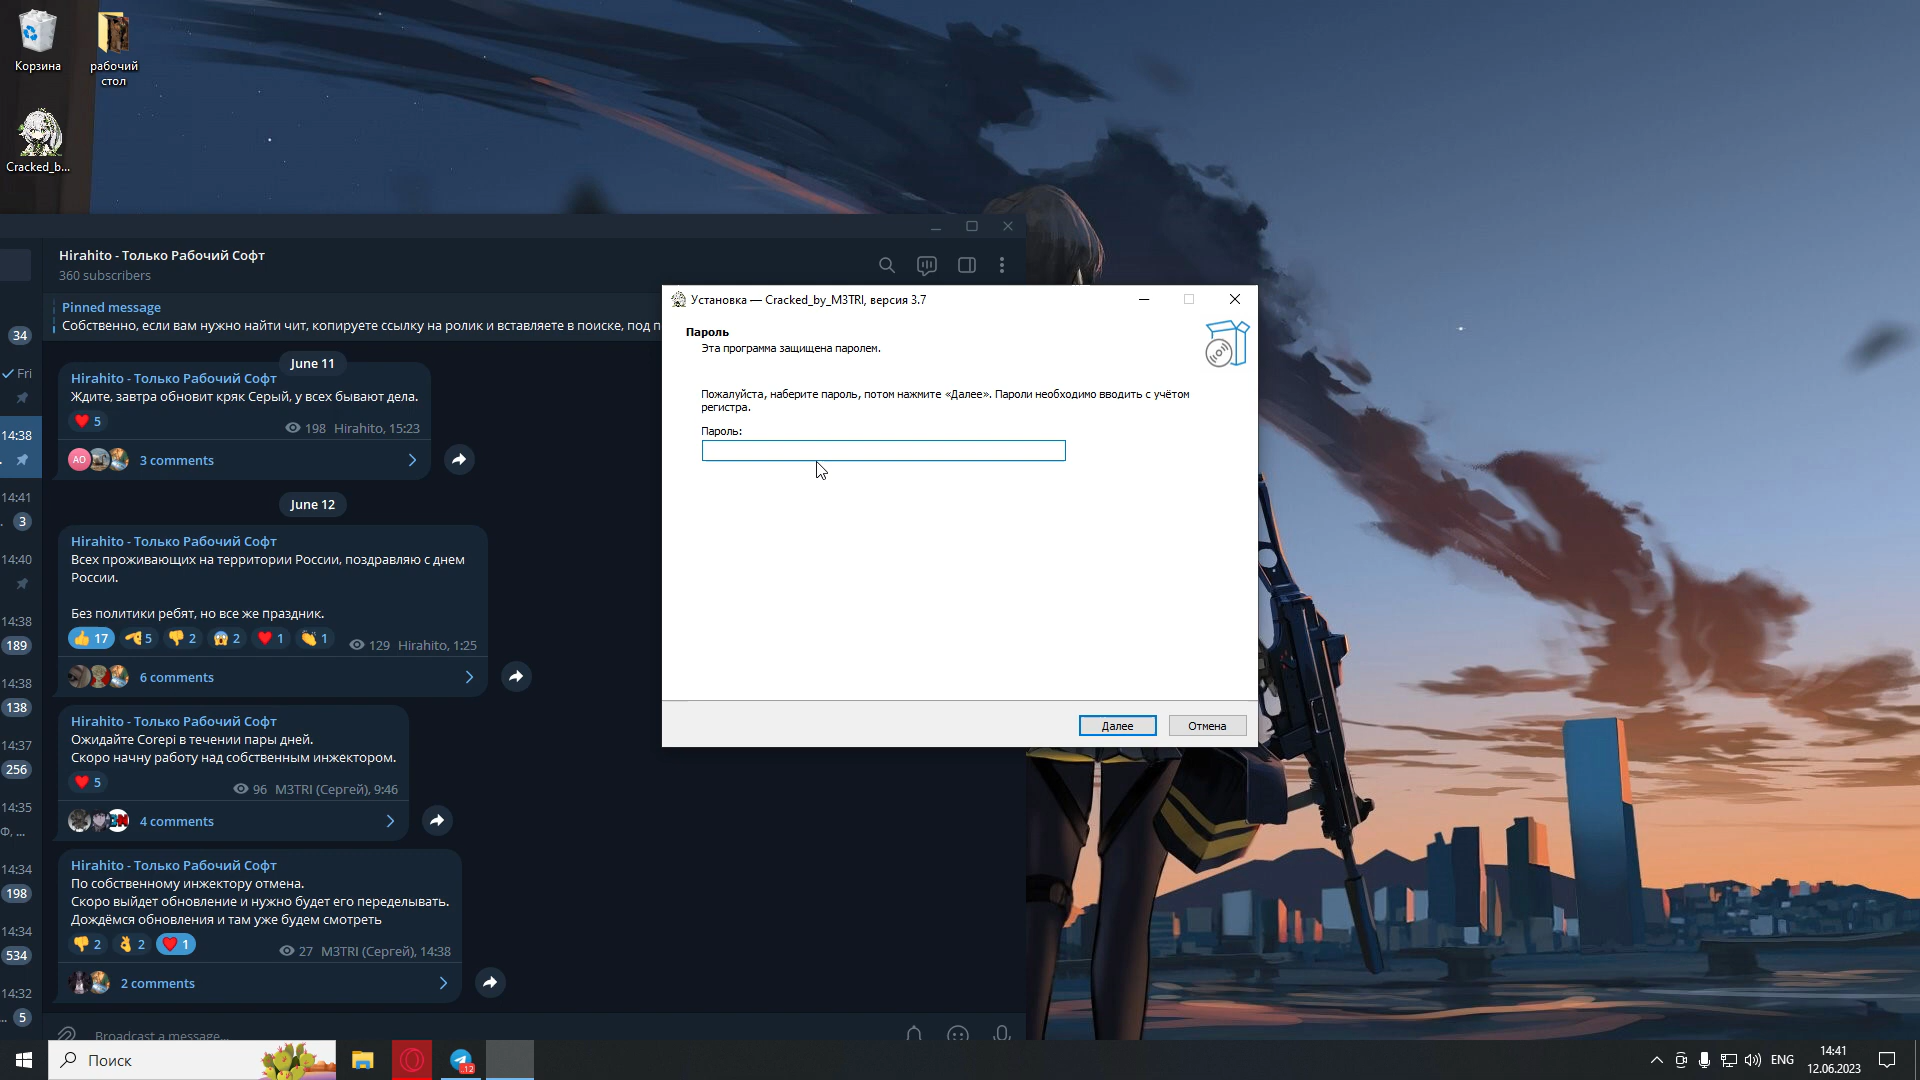 Корзина
рабочий
стол
Cracked_b...
Hirahito - Только Рабочий Софт
360 subscribers
Pinned message
Собственно, если вам нужно найти чит, копируете ссылку на ролик и вставляете в поиске, под п
34
Fri
14:38
14:41
3
14:40
14:38
189
14:38
138
14:37
256
14:35
Ф, ...
14:34
198
14:34
534
14:32
5
June 11
Hirahito - Только Рабочий Софт
Ждите, завтра обновит кряк Серый, у всех бывают дела.
5
198 Hirahito, 15:23
AO
3 comments
June 12
Hirahito - Только Рабочий Софт
Всех проживающих на территории России, поздравляю с днем
России.
Без политики ребят, но все же праздник.
17 5 2 2 1 1
129 Hirahito, 1:25
6 comments
Hirahito - Только Рабочий Софт
Ожидайте Corepi в течении пары дней.
Скоро начну работу над собственным инжектором.
5
96 M3TRI (Сергей), 9:46
4 comments
Hirahito - Только Рабочий Софт
По собственному инжектору отмена.
Скоро выйдет обновление и нужно будет его переделывать.
Дождёмся обновления и там уже будем смотреть
2 2 1
27 M3TRI (Сергей), 14:38
2 comments
Broadcast a message...
Установка — Cracked_by_M3TRI, версия 3.7
Пароль
Эта программа защищена паролем.
Пожалуйста, наберите пароль, потом нажмите «Далее». Пароли необходимо вводить с учётом
регистра.
Пароль:
Далее
Отмена
Поиск
..12
ENG
14:41
12.06.2023